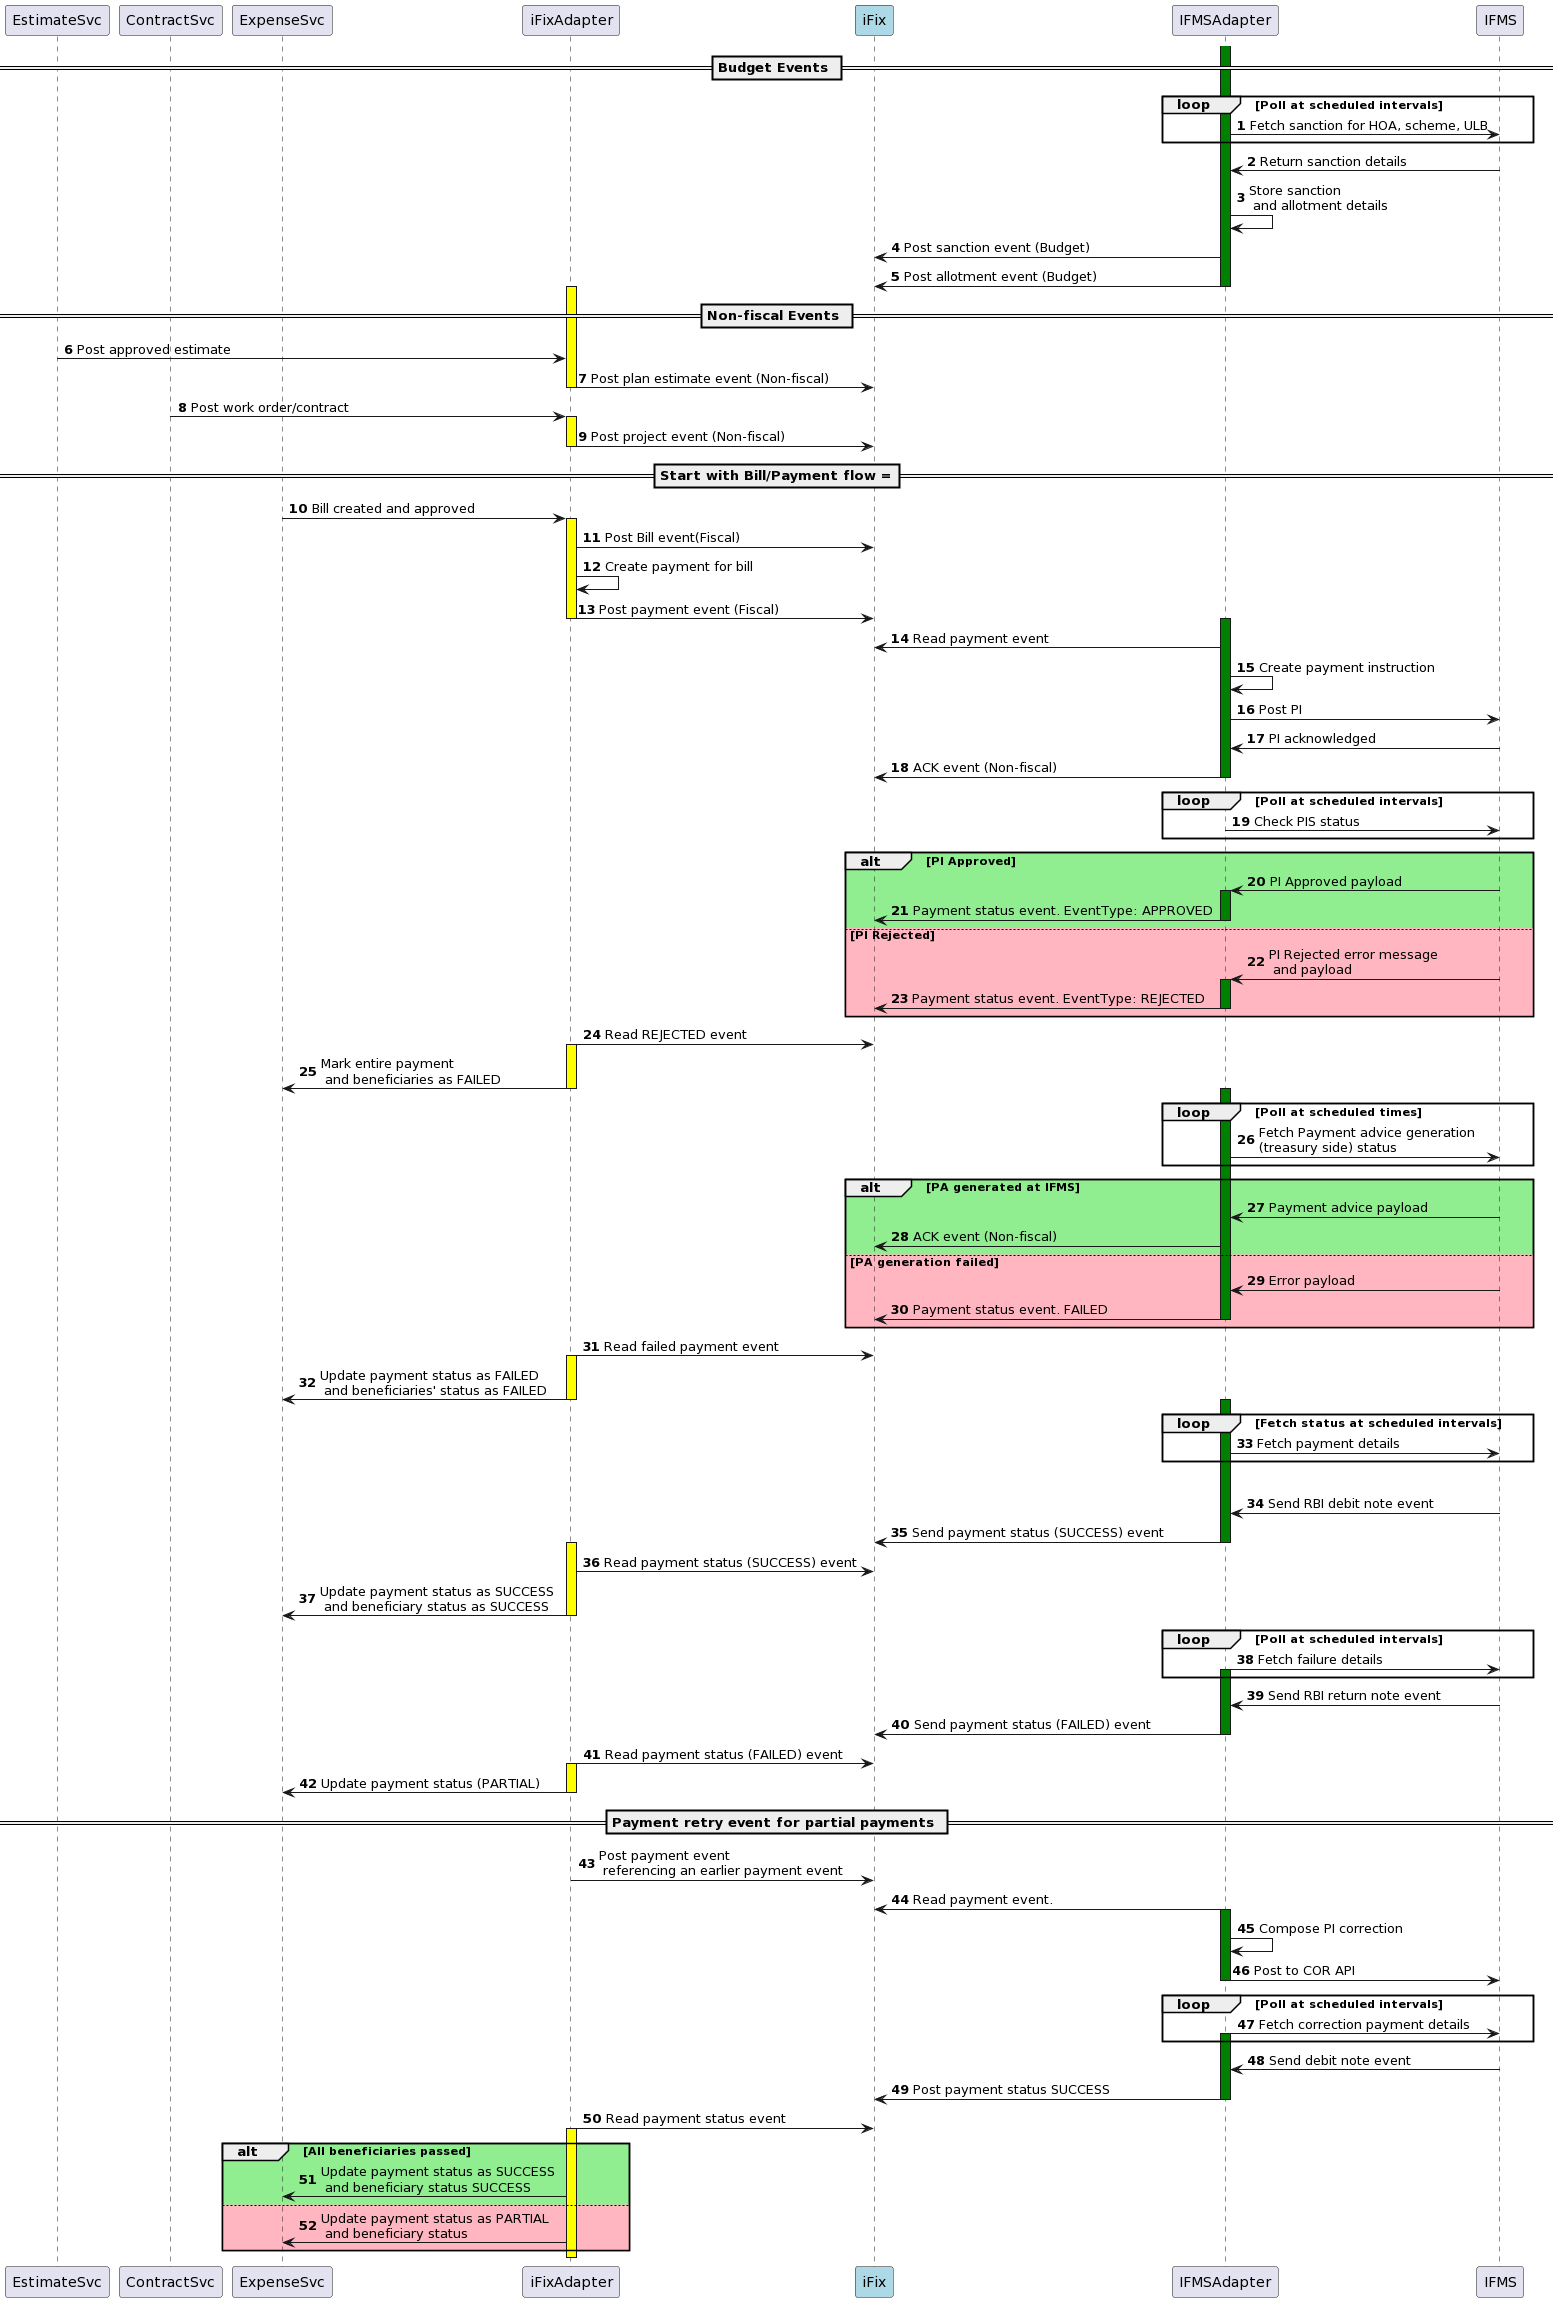 EstimateSvc
ContractSvc
ExpenseSvc
iFixAdapter
iFix
IFMSAdapter
IFMS
Budget Events
loop [Poll at scheduled intervals]
1 Fetch sanction for HOA, scheme, ULB
2 Return sanction details
3 Store sanction
and allotment details
4 Post sanction event (Budget)
5 Post allotment event (Budget)
Non-fiscal Events
6 Post approved estimate
7 Post plan estimate event (Non-fiscal)
8 Post work order/contract
9 Post project event (Non-fiscal)
Start with Bill/Payment flow =
10 Bill created and approved
11 Post Bill event(Fiscal)
12 Create payment for bill
13 Post payment event (Fiscal)
14 Read payment event
15 Create payment instruction
16 Post PI
17 PI acknowledged
18 ACK event (Non-fiscal)
loop [Poll at scheduled intervals]
19 Check PIS status
alt [PI Approved]
20 PI Approved payload
21 Payment status event. EventType: APPROVED
[PI Rejected]
22 PI Rejected error message
and payload
23 Payment status event. EventType: REJECTED
24 Read REJECTED event
25 Mark entire payment
and beneficiaries as FAILED
loop [Poll at scheduled times]
26 Fetch Payment advice generation
(treasury side) status
alt [PA generated at IFMS]
27 Payment advice payload
28 ACK event (Non-fiscal)
[PA generation failed]
29 Error payload
30 Payment status event. FAILED
31 Read failed payment event
32 Update payment status as FAILED
and beneficiaries' status as FAILED
loop [Fetch status at scheduled intervals]
33 Fetch payment details
34 Send RBI debit note event
35 Send payment status (SUCCESS) event
36 Read payment status (SUCCESS) event
37 Update payment status as SUCCESS
and beneficiary status as SUCCESS
loop [Poll at scheduled intervals]
38 Fetch failure details
39 Send RBI return note event
40 Send payment status (FAILED) event
41 Read payment status (FAILED) event
42 Update payment status (PARTIAL)
Payment retry event for partial payments
43 Post payment event
referencing an earlier payment event
44 Read payment event.
45 Compose PI correction
46 Post to COR API
loop [Poll at scheduled intervals]
47 Fetch correction payment details
48 Send debit note event
49 Post payment status SUCCESS
50 Read payment status event
alt [All beneficiaries passed]
51 Update payment status as SUCCESS
and beneficiary status SUCCESS
52 Update payment status as PARTIAL
and beneficiary status
EstimateSvc
ContractSvc
ExpenseSvc
iFixAdapter
iFix
IFMSAdapter
IFMS